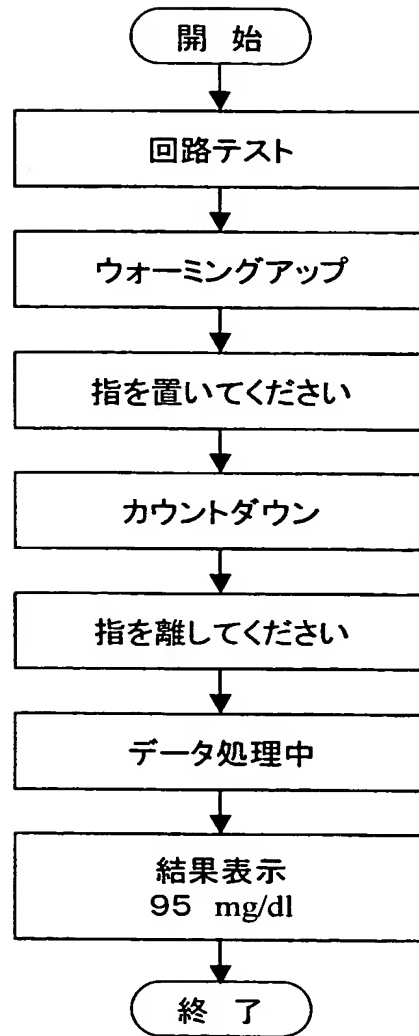 開 始
回路テスト
ウォーミングアップ
指を置いてください
カウントダウン
指を離してください
データ処理中
結果表示
95 mg/dl
終 了